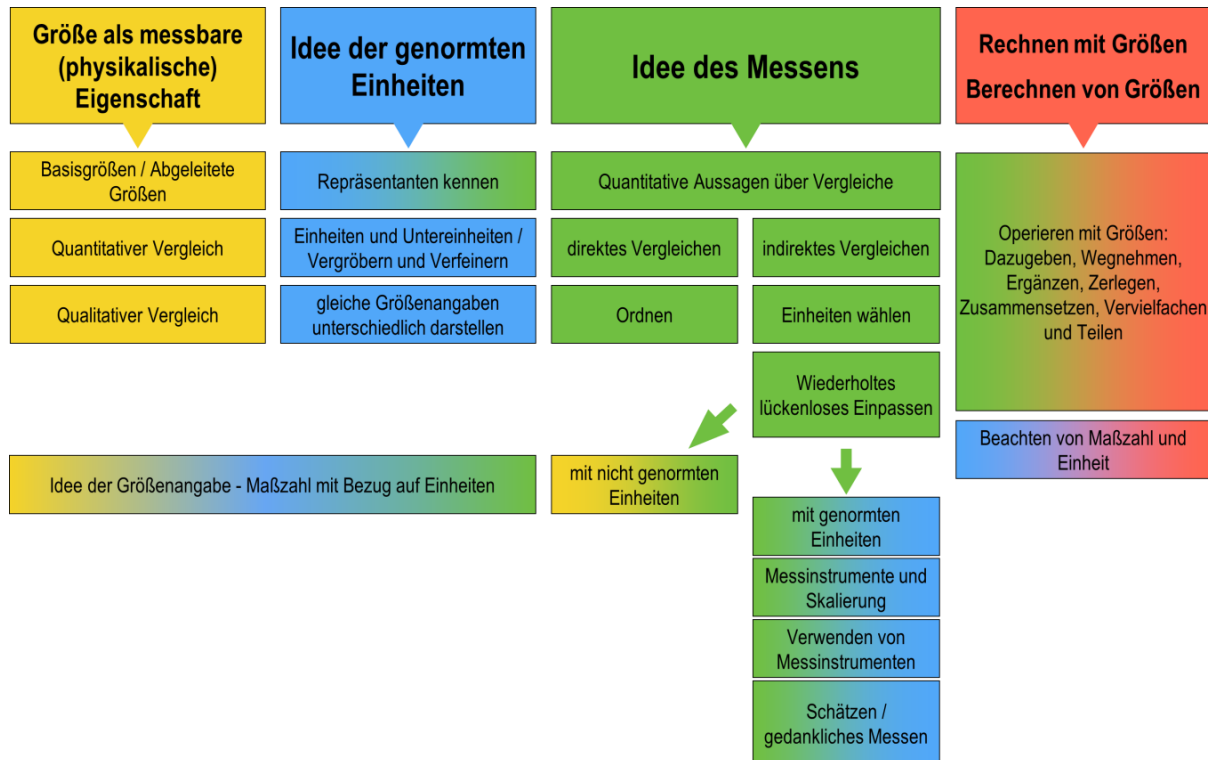 Größe als messbare
(physikalische)
Eigenschaft
Basisgrößen / Abgeleitete
Größen
Quantitativer Vergleich
Qualitativer Vergleich
Idee der genormten
Einheiten
Repräsentanten kennen
Einheiten und Untereinheiten /
Vergröbern und Verfeinern
gleiche Größenangaben
unterschiedlich darstellen
Idee der Größenangabe - Maßzahl mit Bezug auf Einheiten
Idee des Messens
Quantitative Aussagen über Vergleiche
direktes Vergleichen
indirektes Vergleichen
Ordnen
Einheiten wählen
Wiederholtes
lückenloses Einpassen
mit nicht genormten
Einheiten
mit genormten
Einheiten
Messinstrumente und
Skalierung
Verwenden von
Messinstrumenten
Schätzen /
gedankliches Messen
Rechnen mit Größen
Berechnen von Größen
Operieren mit Größen:
Dazugeben, Wegnehmen,
Ergänzen, Zerlegen,
Zusammensetzen, Vervielfachen
und Teilen
Beachten von Maßzahl und
Einheit